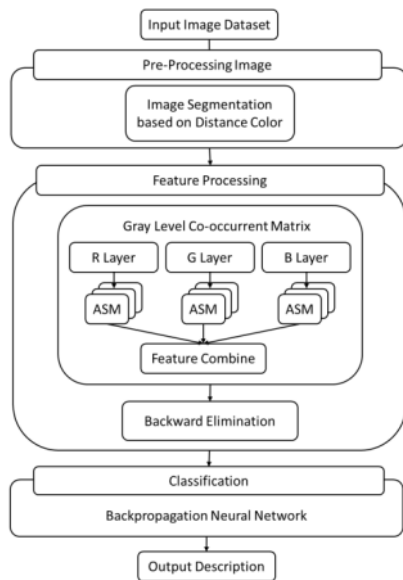 Input Image Dataset
Pre-Processing Image
Image Segmentation
based on Distance Color
Feature Processing
Gray Level Co-occurrent Matrix
R Layer
G Layer
B Layer
ASM
ASM
ASM
Feature Combine
Backward Elimination
Classification
Backpropagation Neural Network
Output Description